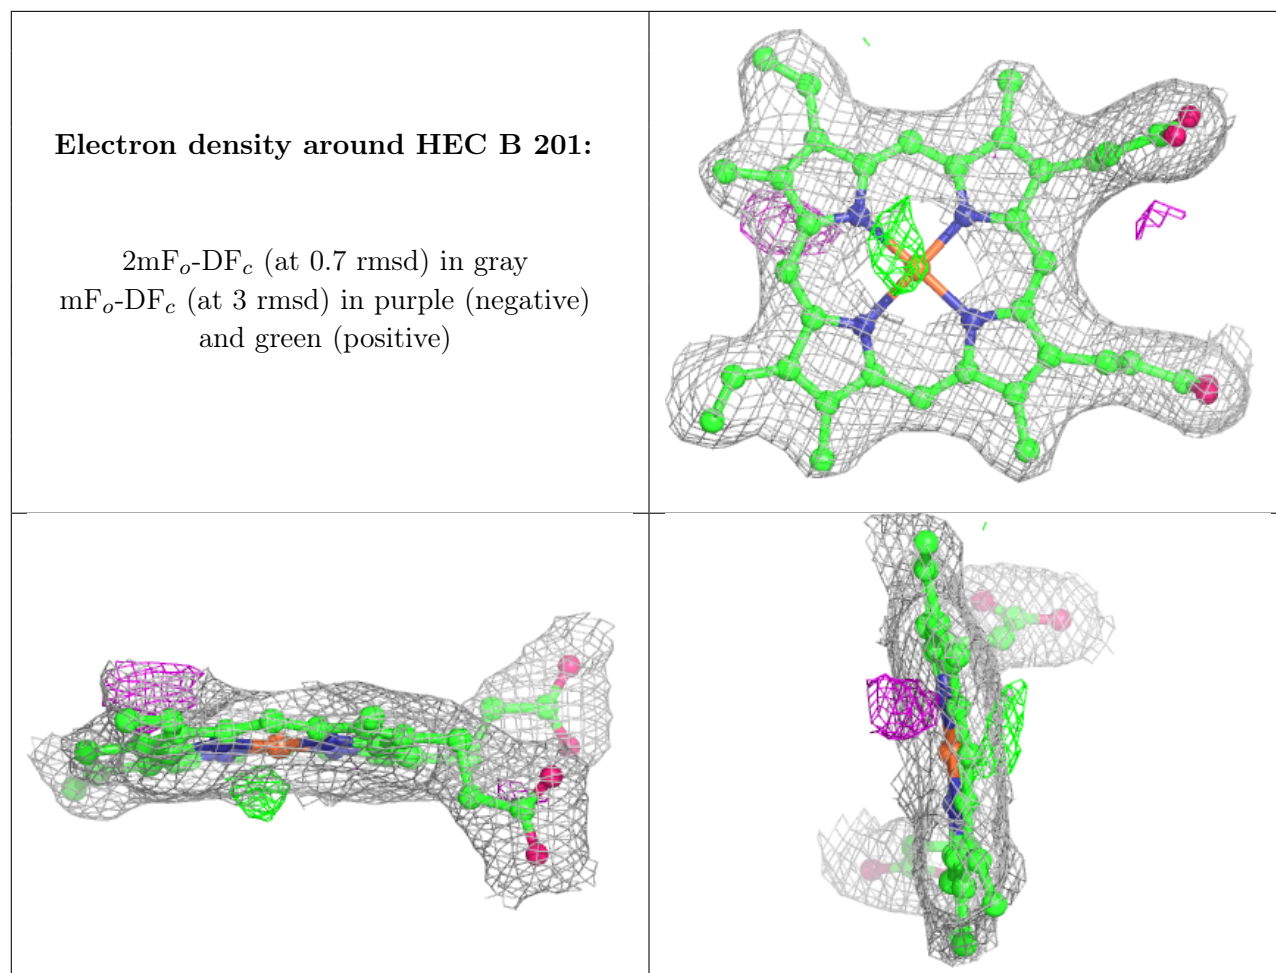 Electron density around HEC B 201:
2mFo-DFc (at 0.7 rmsd) in gray
mFo-DFc (at 3 rmsd) in purple (negative)
and green (positive)